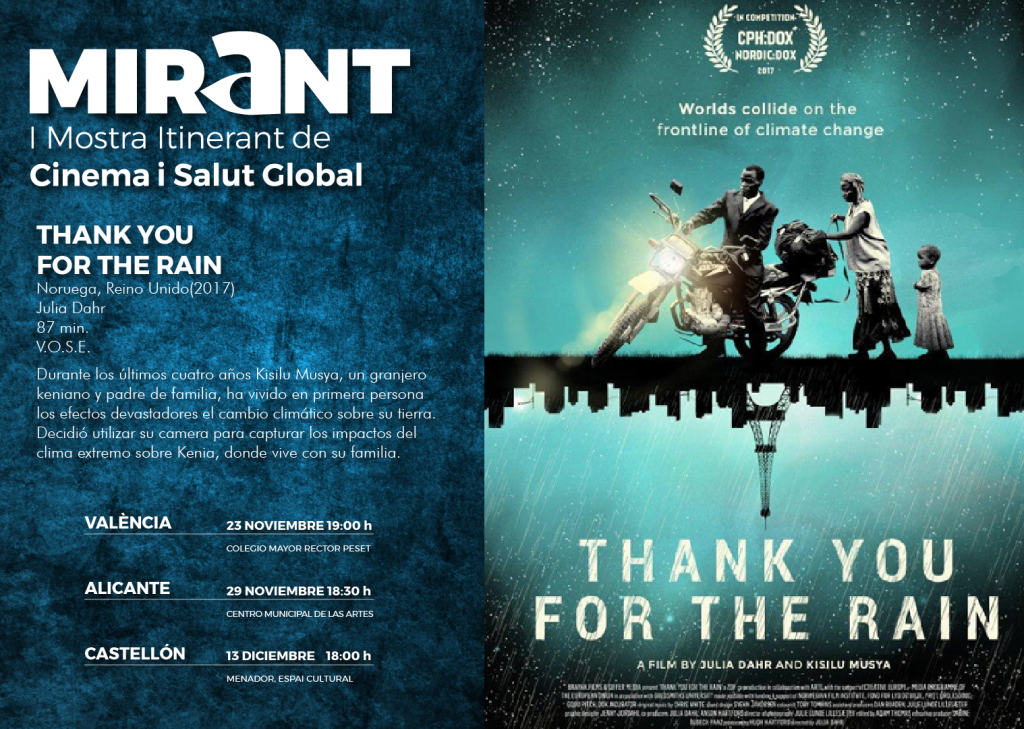 MIRANT
I Mostra Itinerant de
Cinema i Salut Global
THANK YOU
FOR THE RAIN
Noruega, Reino Unido(2017)
Julia Dahr
87 min.
V.O.S.E.
Durante los últimos cuatro años Kisilu Musya, un granjero
keniano y padre de familia, ha vivido en primera persona
los efectos devastadores el cambio climático sobre su tierra.
Decidió utilizar su camera para capturar los impactos del
clima extremo sobre Kenia, donde vive con su familia.
VALÈNCIA 23 NOVIEMBRE 19:00 h
COLEGIO MAYOR RECTOR PESET
ALICANTE 29 NOVIEMBRE 18:30 h
CENTRO MUNICIPAL DE LAS ARTES
CASTELLÓN 13 DICIEMBRE 18:00 h
MENADOR, ESPAI CULTURAL
IN COMPETITION
CPH:DOX
NORDIC:DOX
2017
Worlds collide on the
frontline of climate change
THANK YOU
FOR THE RAIN
A FILM BY JULIA DAHR AND KISILU MUSYA